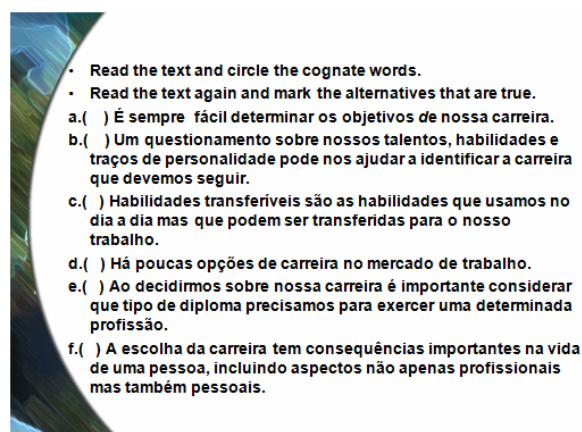 • Read the text and circle the cognate words.
• Read the text again and mark the alternatives that are true.
a.( ) É sempre fácil determinar os objetivos de nossa carreira.
b.( ) Um questionamento sobre nossos talentos, habilidades e
traços de personalidade pode nos ajudar a identificar a carreira
que devemos seguir.
c.( ) Habilidades transferíveis são as habilidades que usamos no
dia a dia mas que podem ser transferidas para o nosso
trabalho.
d.( ) Há poucas opções de carreira no mercado de trabalho.
e.( ) Ao decidirmos sobre nossa carreira é importante considerar
que tipo de diploma precisamos para exercer uma determinada
profissão.
f.( ) A escolha da carreira tem consequências importantes na vida
de uma pessoa, incluindo aspectos não apenas profissionais
mas também pessoais.